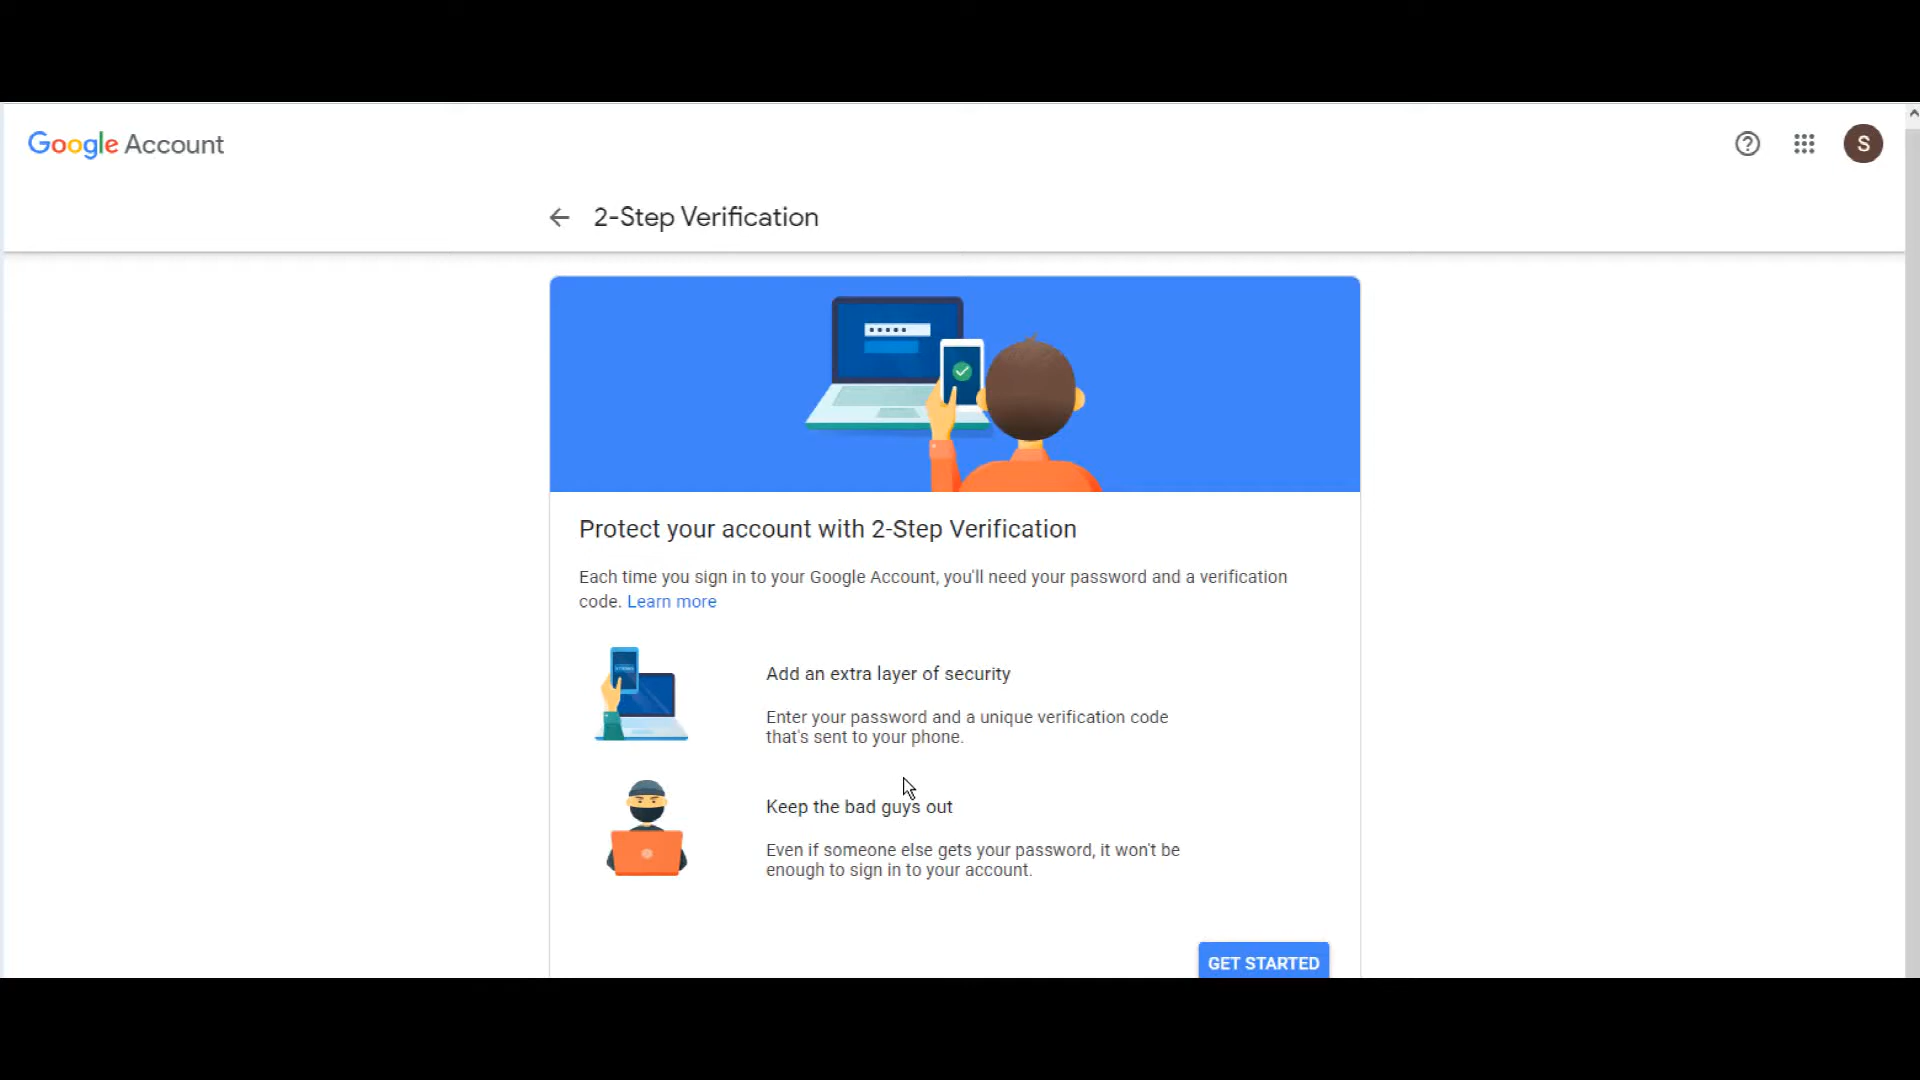 Google Account
S
2-Step Verification
Protect your account with 2-Step Verification
Each time you sign in to your Google Account, you'll need your password and a verification
code. Learn more
Add an extra layer of security
Enter your password and a unique verification code
that's sent to your phone.
Keep the bad guys out
Even if someone else gets your password, it won't be
enough to sign in to your account.
GET STARTED